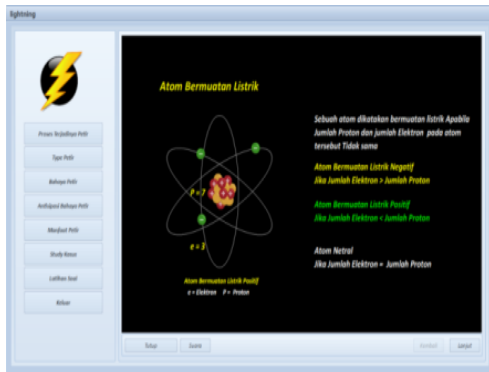 lightning
Proses Terjadinya Petir
Tipe Petir
Bahaya Petir
Antisipasi Bahaya Petir
Manfaat Petir
Study Kasus
Latihan Soal
Keluar
Atom Bermuatan Listrik
P = 7
e = 3
Atom Bermuatan Listrik Positif
e = Elektron P = Proton
Sebuah atom dikatakan bermuatan listrik Apabila
Jumlah Proton dan jumlah Elektron pada atom
tersebut Tidak sama
Atom Bermuatan Listrik Negatif
Jika Jumlah Elektron > Jumlah Proton
Atom Bermuatan Listrik Positif
Jika Jumlah Elektron < Jumlah Proton
Atom Netral
Jika Jumlah Elektron = Jumlah Proton
Tutup
Suara
Kembali
Lanjut